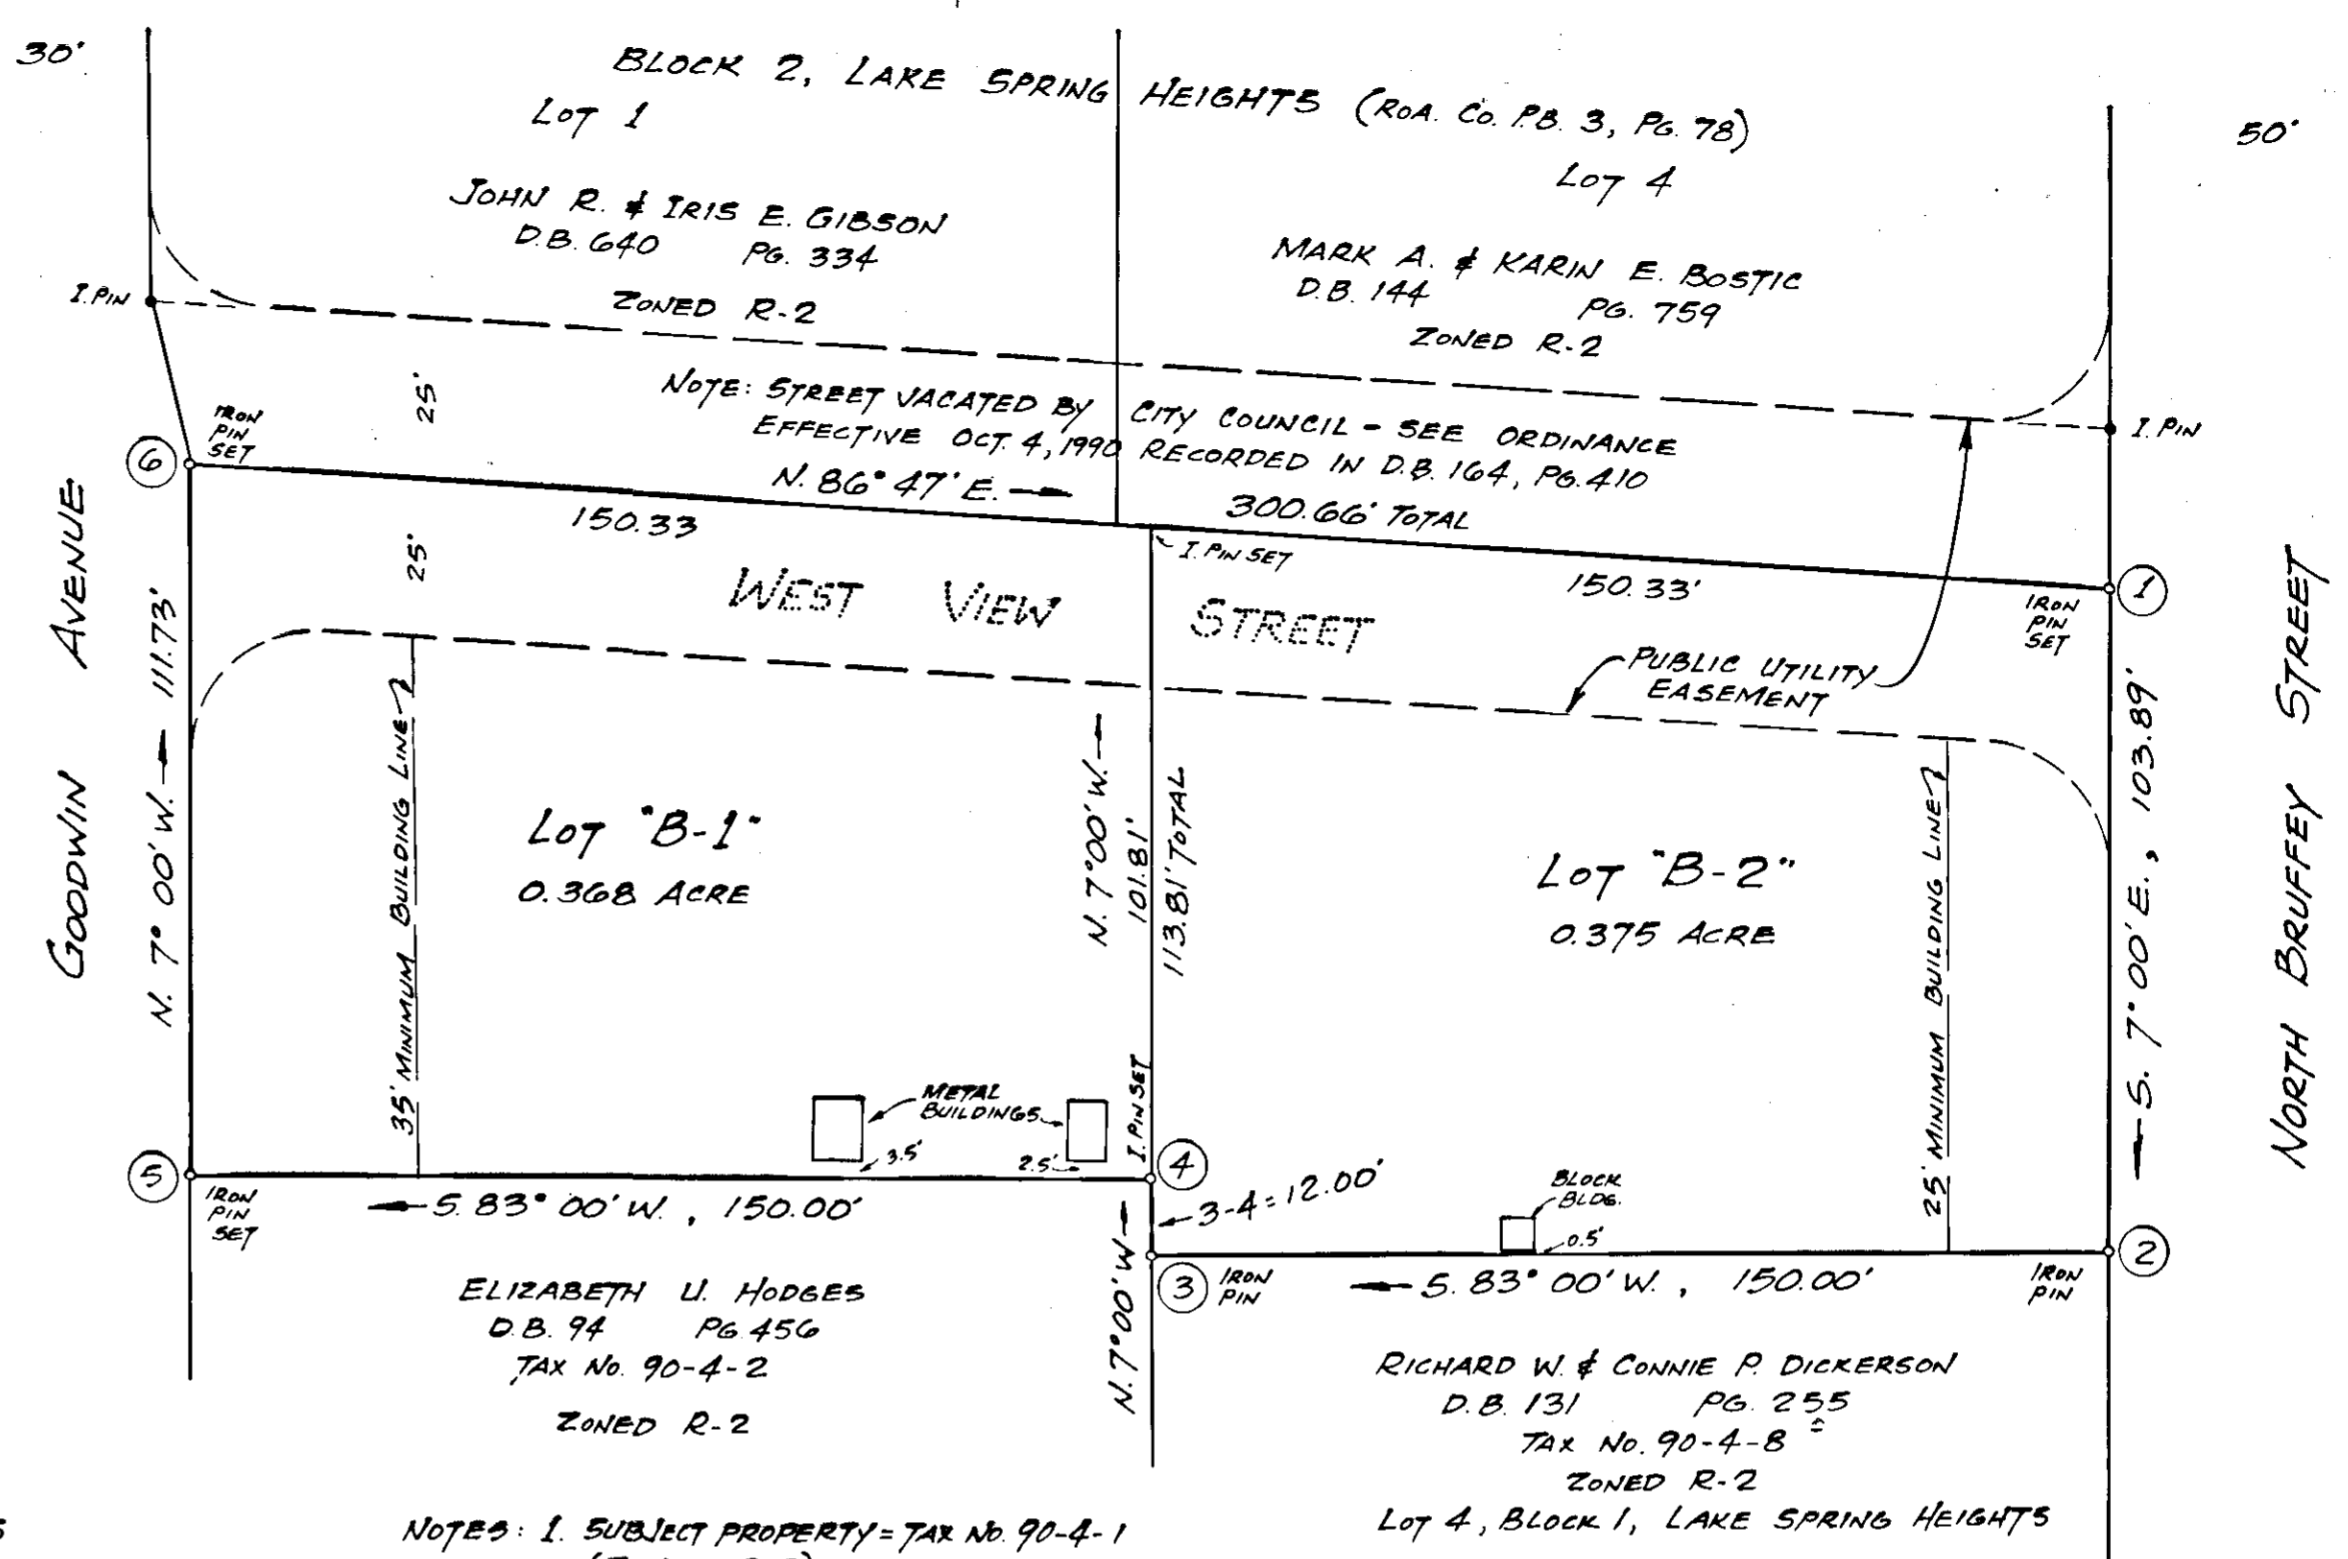 30'
BLOCK 2, LAKE SPRING HEIGHTS (ROA. CO. P.B. 3, PG. 78)
50'
LOT 1
LOT 4
JOHN R. & IRIS E. GIBSON
D.B. 640 PG. 334
ZONED R-2
MARK A. & KARIN E. BOSTIC
D.B. 144 PG. 759
ZONED R-2
I. PIN
I. PIN
25'
NOTE: STREET VACATED BY CITY COUNCIL - SEE ORDINANCE
EFFECTIVE OCT. 4, 1990 RECORDED IN D.B. 164, PG. 410
IRON
PIN
SET
6
N. 86° 47' E.
300.66' TOTAL
150.33
I. PIN SET
150.33'
1
IRON
PIN
SET
25'
WEST VIEW STREET
PUBLIC UTILITY
EASEMENT
GOODWIN AVENUE
N. 7° 00' W. 111.73'
35' MINIMUM BUILDING LINE
LOT "B-1"
0.368 ACRE
N. 7° 00' W.
101.81'
113.81' TOTAL
LOT "B-2"
0.375 ACRE
25' MINIMUM BUILDING LINE
S. 7° 00' E., 103.89'
NORTH BRUFFEY STREET
METAL
BUILDINGS
3.5'
2.5'
I. PIN SET
4
5
IRON
PIN
SET
S. 83° 00' W., 150.00'
3-4 = 12.00'
BLOCK
BLDG.
0.5'
2
N. 7° 00' W
3
IRON
PIN
S. 83° 00' W., 150.00'
IRON
PIN
ELIZABETH U. HODGES
D.B. 94 PG 456
TAX NO. 90-4-2
ZONED R-2
RICHARD W. & CONNIE P. DICKERSON
D.B. 131 PG. 255
TAX NO. 90-4-8
ZONED R-2
LOT 4, BLOCK 1, LAKE SPRING HEIGHTS
NOTES: 1. SUBJECT PROPERTY = TAX NO. 90-4-1